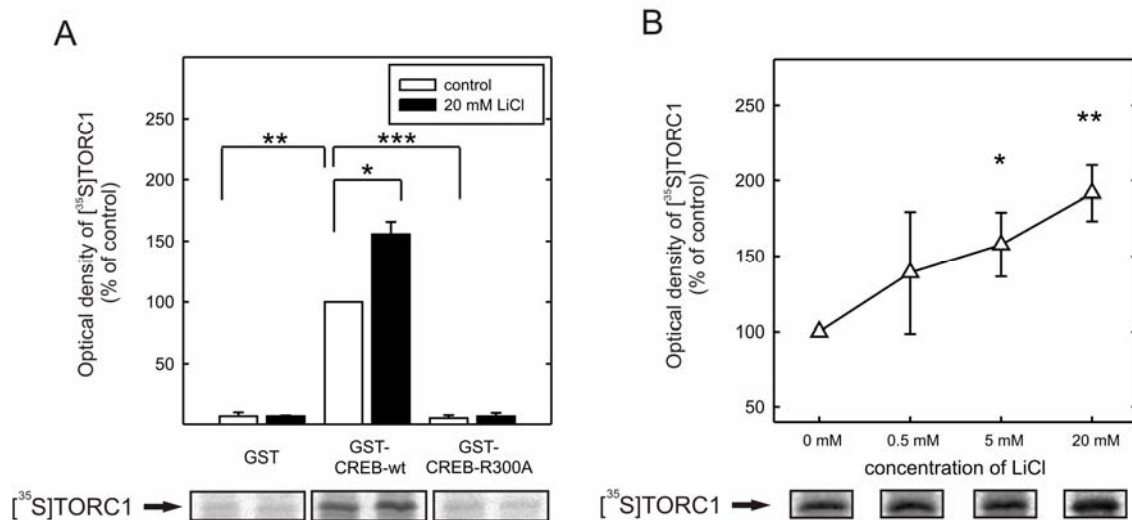 A
Optical density of [³⁵S]TORC1
(% of control)
250
200
150
100
50
control
20 mM LiCl
**
***
*
GST
GST-
CREB-wt
GST-
CREB-R300A
[³⁵S]TORC1
B
Optical density of [³⁵S]TORC1
(% of control)
250
200
150
100
50
*
**
0 mM
0.5 mM
5 mM
20 mM
concentration of LiCl
[³⁵S]TORC1